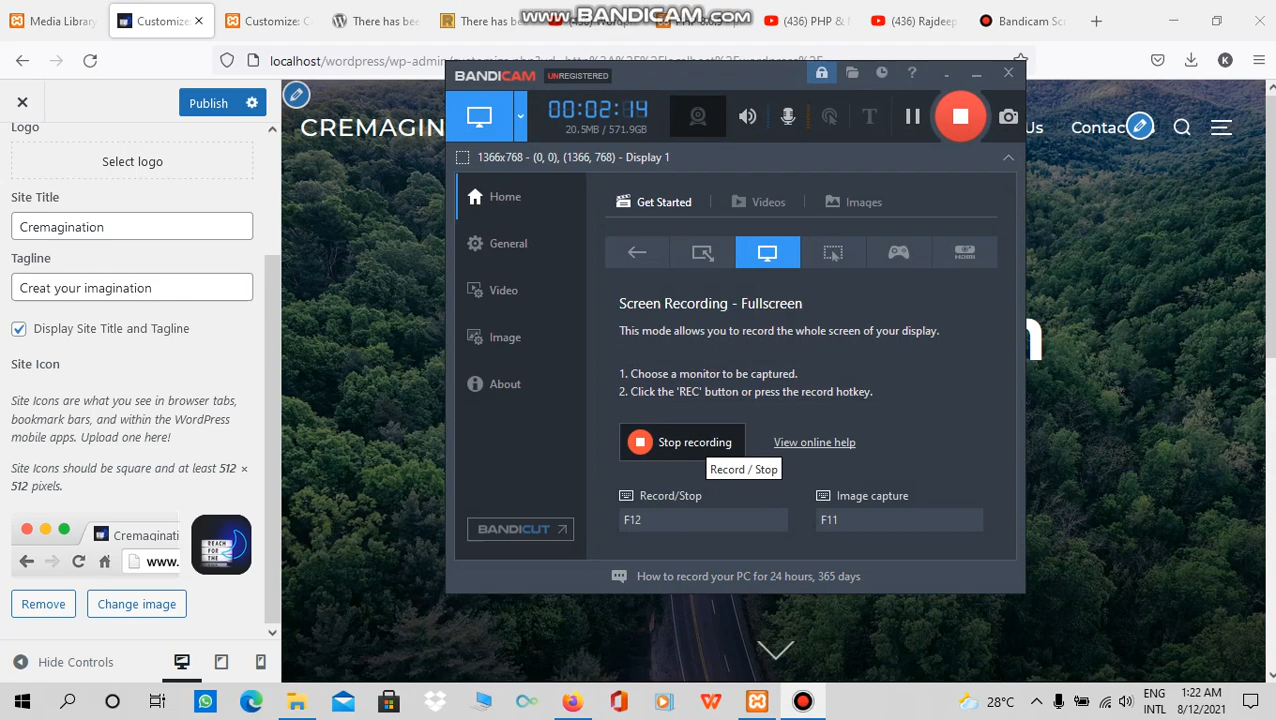 www.BANDICAM.com
Media Library
Customize:
Customize: C
There has bee
There has b
(436) PHP &
(436) Rajdeep
Bandicam Sc
localhost/wordpress/wp-admin/
K
Publish
Logo
Select logo
Site Title
Cremagination
Tagline
Creat your imagination
Display Site Title and Tagline
Site Icon
Site Icons are what you see in browser tabs,
bookmark bars, and within the WordPress
mobile apps. Upload one here!
Site Icons should be square and at least 512 ×
512 pixels.
Cremagination
www.
REACH
FOR THE
Remove
Change image
Hide Controls
CREMAGIN
Us
Contac
BANDICAM
UNREGISTERED
00:02:14
20.5MB / 571.9GB
1366x768 - (0, 0), (1366, 768) - Display 1
Home
General
Video
Image
About
BANDICUT
Get Started
Videos
Images
HDMI
Screen Recording - Fullscreen
This mode allows you to record the whole screen of your display.
1. Choose a monitor to be captured.
2. Click the 'REC' button or press the record hotkey.
Stop recording
View online help
Record / Stop
Record/Stop
Image capture
F12
F11
How to record your PC for 24 hours, 365 days
n
28°C
ENG
INTL
1:22 AM
8/12/2021